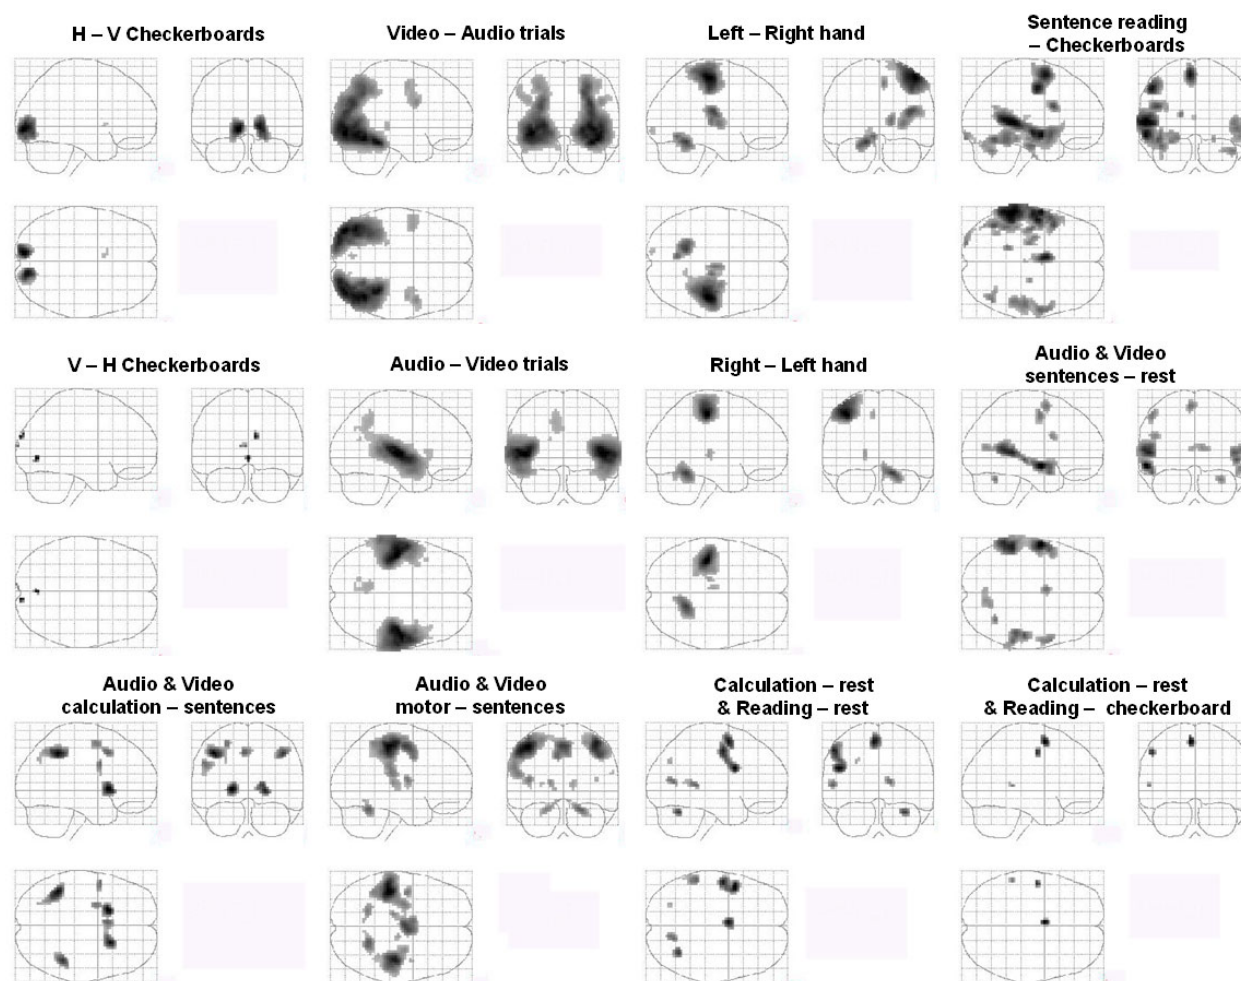 H – V Checkerboards
Video – Audio trials
Left – Right hand
Sentence reading
– Checkerboards
V – H Checkerboards
Audio – Video trials
Right – Left hand
Audio & Video
sentences – rest
Audio & Video
calculation – sentences
Audio & Video
motor – sentences
Calculation – rest
& Reading – rest
Calculation – rest
& Reading – checkerboard